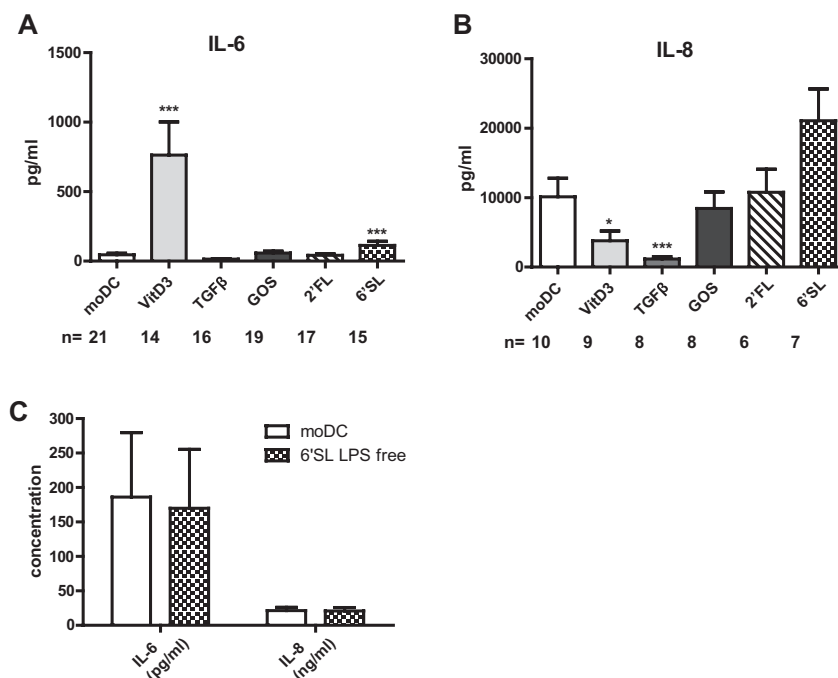 A
IL-6
pg/ml
1500
1000
500
0
***
***
moDC
VitD3
TGFβ
GOS
2'FL
6'SL
n= 21 14 16 19 17 15
B
IL-8
pg/ml
30000
20000
10000
0
*
***
moDC
VitD3
TGFβ
GOS
2'FL
6'SL
n= 10 9 8 8 6 7
C
concentration
300
250
200
150
100
50
0
moDC
6'SL LPS free
IL-6
(pg/ml)
IL-8
(ng/ml)